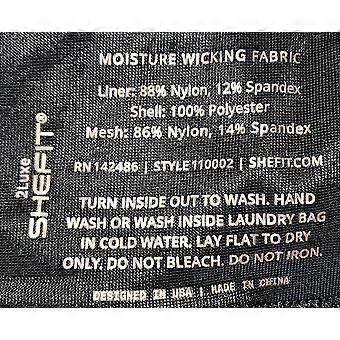 2Luxe
SHEFIT®
MOISTURE WICKING FABRIC
Liner: 88% Nylon, 12% Spandex
Shell: 100% Polyester
Mesh: 86% Nylon, 14% Spandex
RN 142486 | STYLE 110002 | SHEFIT.COM
TURN INSIDE OUT TO WASH. HAND
WASH OR WASH INSIDE LAUNDRY BAG
IN COLD WATER. LAY FLAT TO DRY
ONLY. DO NOT BLEACH. DO NOT IRON.
DESIGNED IN USA | MADE IN CHINA